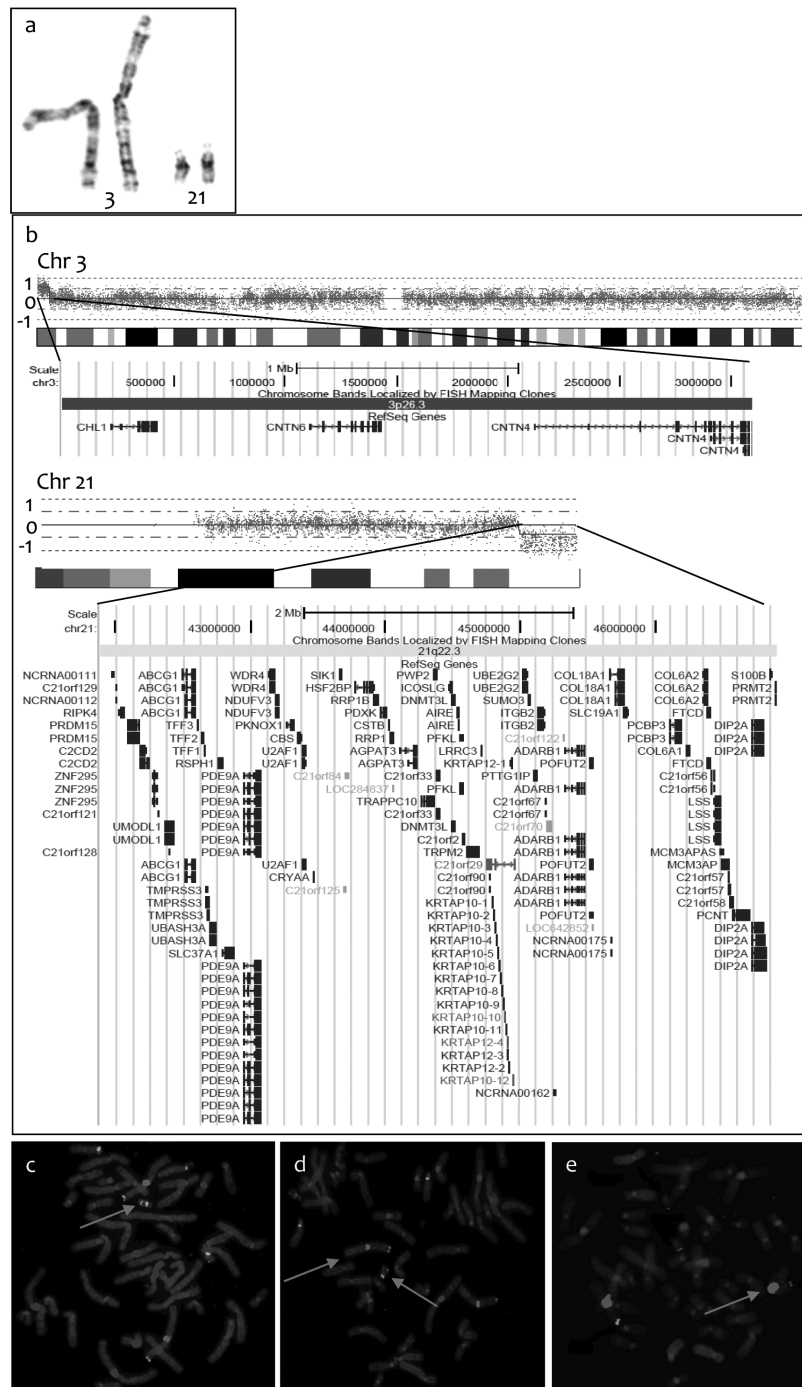 a
3 21
b
Chr 3
1
0
-1
Scale 1 Mb
chr3: 500000 1000000 1500000 2000000 2500000 3000000
Chromosome Bands Localized by FISH Mapping Clones
3p26.3
RefSeq Genes
CHL1 CNTN6 CNTN4
CNTN4
CNTN4
Chr 21
1
0
-1
Scale 2 Mb
chr21: 43000000 44000000 45000000 46000000
Chromosome Bands Localized by FISH Mapping Clones
21q22.3
RefSeq Genes
NCRNA00111 ABCG1 WDR4 SIK1 PWP2 UBE2G2 COL18A1 COL6A2 S100B
C21orf129 ABCG1 WDR4 HSF2BP ICOSLG UBE2G2 COL18A1 COL6A2 PRMT2
NCRNA00112 ABCG1 NDUFV3 RRP1B DNMT3L SUMO3 COL18A1 COL6A2 PRMT2
RIPK4 ABCG1 NDUFV3 PDXK AIRE ITGB2 SLC19A1 FTCD
PRDM15 TFF3 PKNOX1 CSTB AIRE ITGB2 PCBP3 DIP2A
PRDM15 TFF2 CBS RRP1 PFKL C21orf122 PCBP3 DIP2A
C2CD2 TFF1 U2AF1 AGPAT3 LRRC3 ADARB1 COL6A1 DIP2A
C2CD2 RSPH1 U2AF1 AGPAT3 KRTAP12-1 POFUT2 FTCD
ZNF295 PDE9A C21orf84 C21orf33 PTTG1IP C21orf56
ZNF295 PDE9A LOC284837 PFKL ADARB1 C21orf56
ZNF295 PDE9A TRAPPC10 C21orf67 LSS
C21orf121 PDE9A C21orf33 C21orf67 LSS
UMODL1 PDE9A DNMT3L C21orf70 LSS
UMODL1 PDE9A C21orf2 ADARB1 LSS
C21orf128 PDE9A TRPM2 ADARB1 MCM3APAS
ABCG1 U2AF1 C21orf29 POFUT2 MCM3AP
ABCG1 CRYAA C21orf90 ADARB1 C21orf57
TMPRSS3 C21orf125 C21orf90 ADARB1 C21orf57
TMPRSS3 KRTAP10-1 ADARB1 C21orf58
TMPRSS3 KRTAP10-2 POFUT2 PCNT
UBASH3A KRTAP10-3 LOC642852 DIP2A
UBASH3A KRTAP10-4 NCRNA00175 DIP2A
SLC37A1 KRTAP10-5 NCRNA00175 DIP2A
PDE9A KRTAP10-6 DIP2A
PDE9A KRTAP10-7
PDE9A KRTAP10-8
PDE9A KRTAP10-9
PDE9A KRTAP10-10
PDE9A KRTAP10-11
PDE9A KRTAP12-4
PDE9A KRTAP12-3
PDE9A KRTAP12-2
PDE9A KRTAP10-12
PDE9A NCRNA00162
PDE9A
PDE9A
c d e